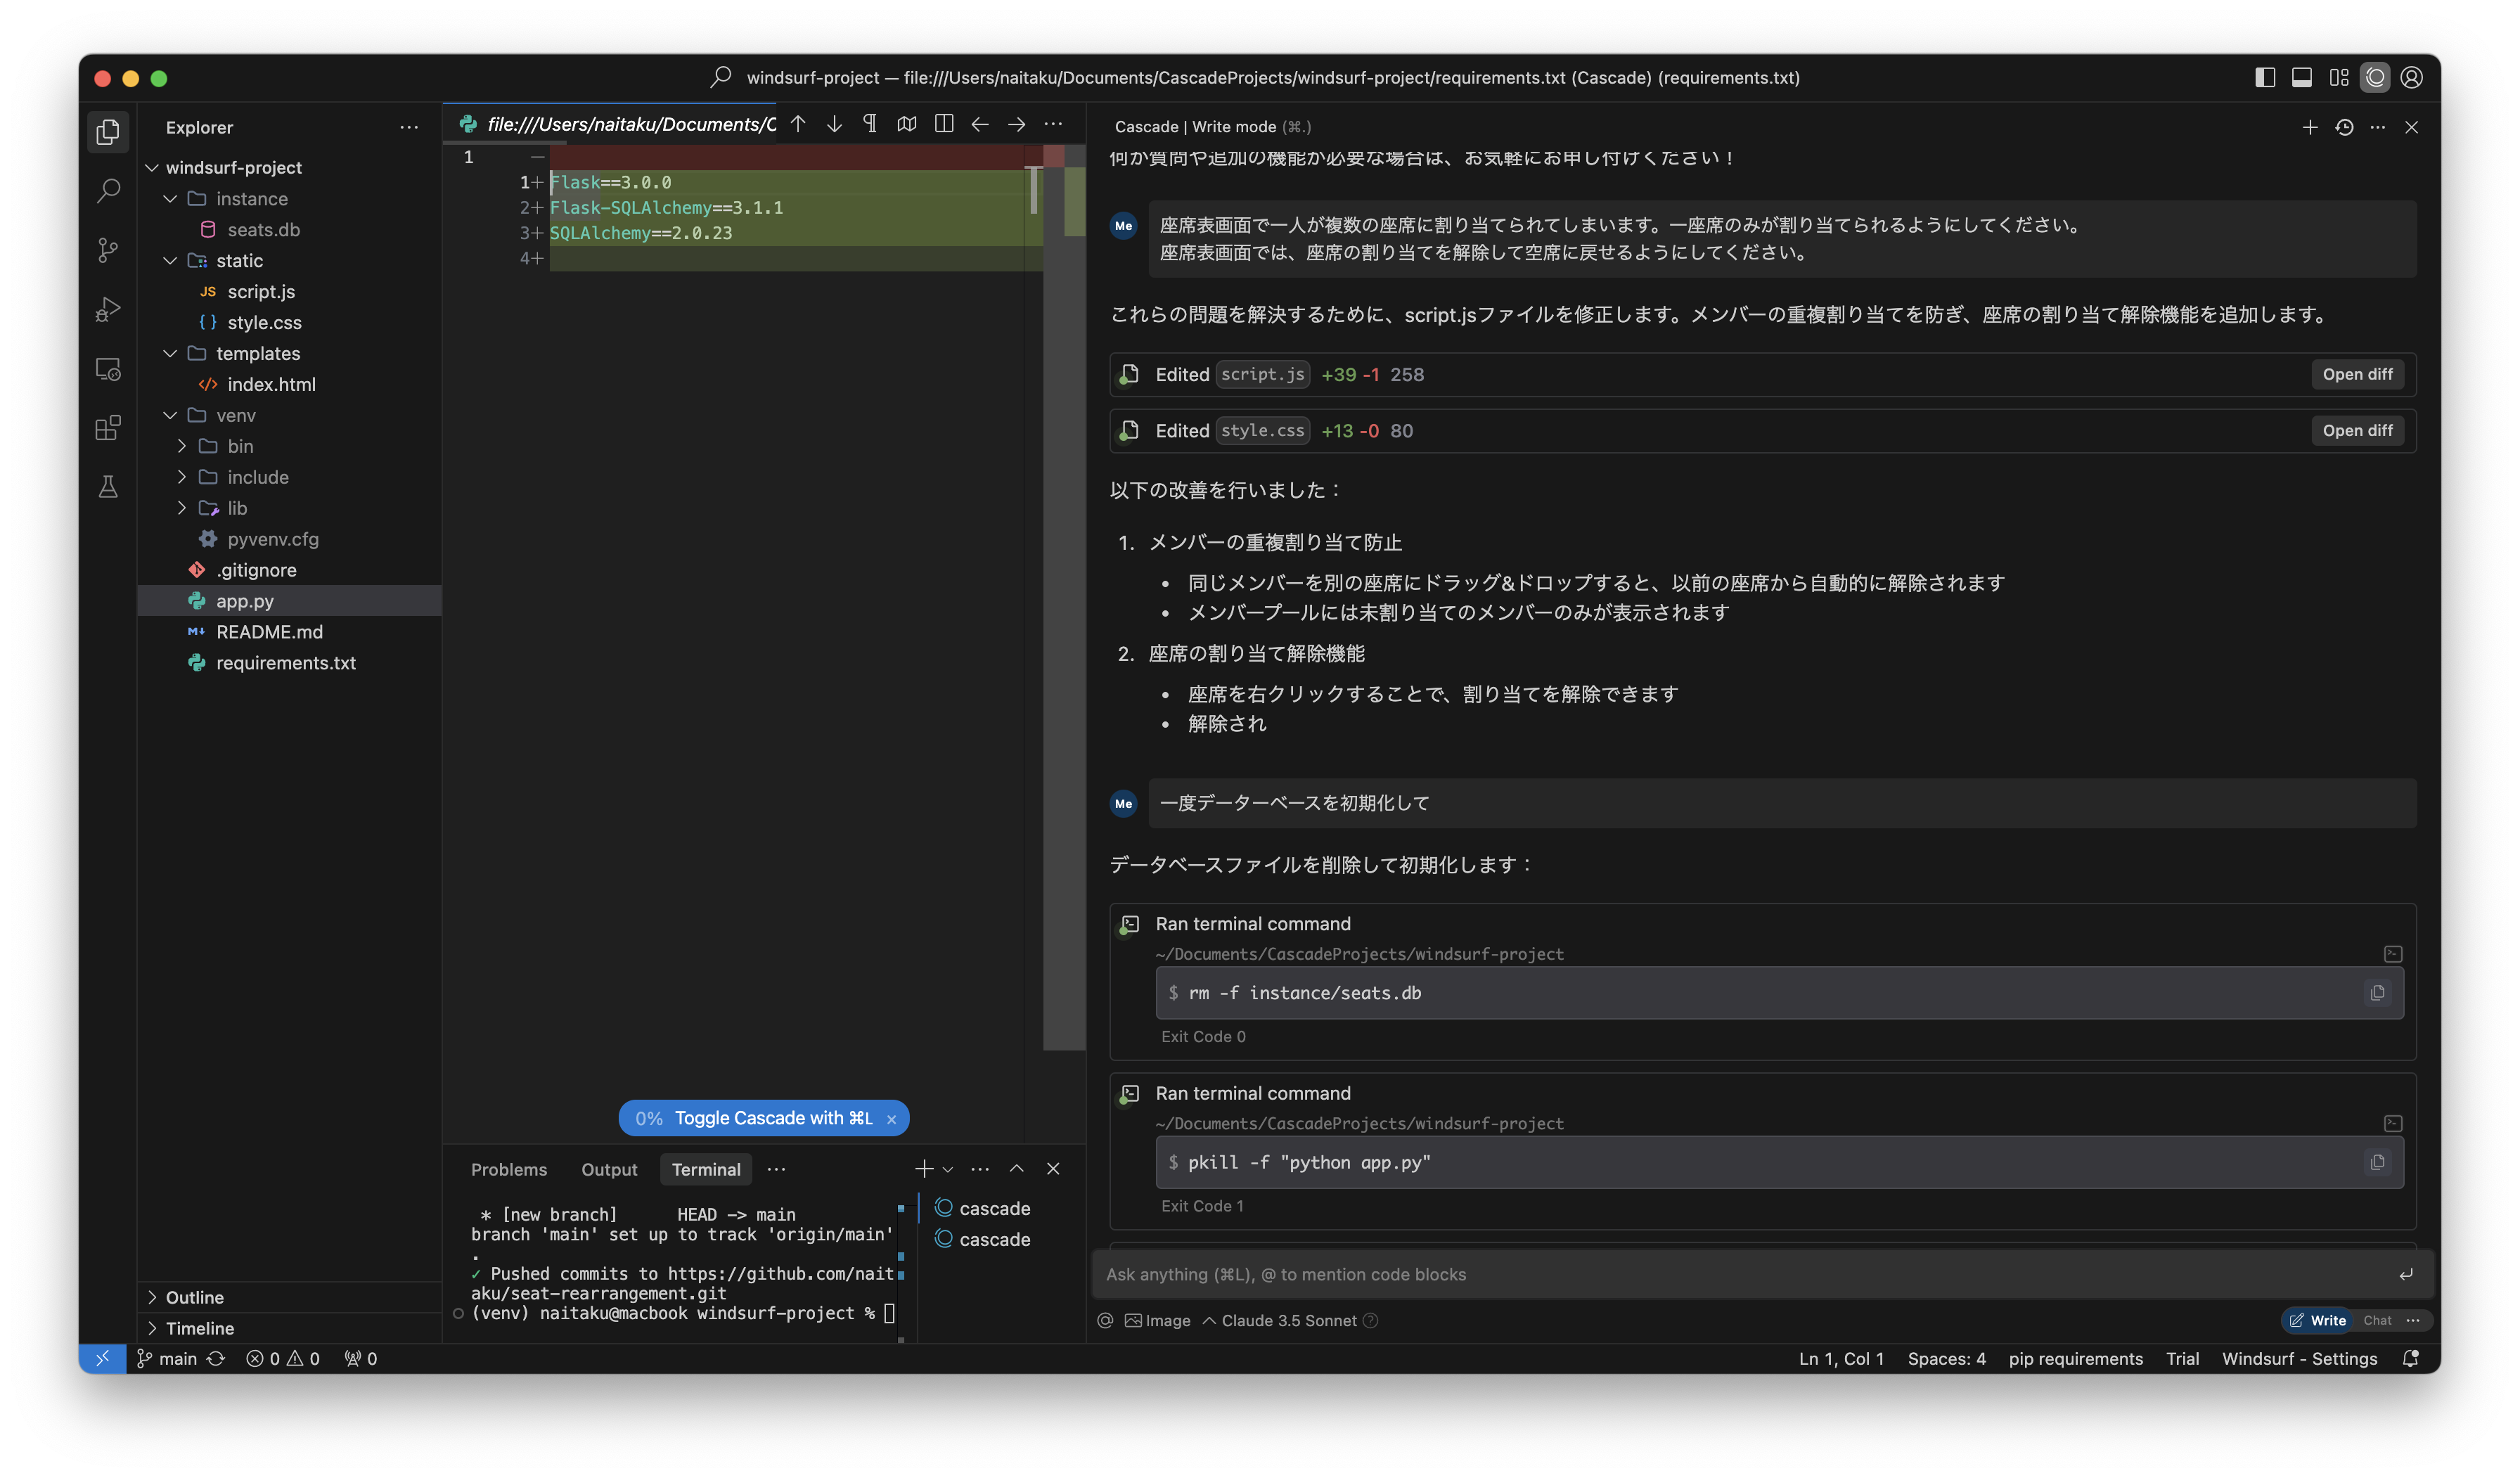 windsurf-project — file:///Users/naitaku/Documents/CascadeProjects/windsurf-project/requirements.txt (Cascade) (requirements.txt)
Explorer
windsurf-project
instance
seats.db
static
JS script.js
{ } style.css
templates
</> index.html
venv
bin
include
lib
pyvenv.cfg
.gitignore
app.py
M↓ README.md
requirements.txt
Outline
Timeline
file:///Users/naitaku/Documents/C
1 —
1+ Flask==3.0.0
2+ Flask-SQLAlchemy==3.1.1
3+ SQLAlchemy==2.0.23
4+
0% Toggle Cascade with ⌘L ×
Problems Output Terminal ···
* [new branch] HEAD -> main
branch 'main' set up to track 'origin/main'
.
✓ Pushed commits to https://github.com/nait
aku/seat-rearrangement.git
(venv) naitaku@macbook windsurf-project %
cascade
cascade
Cascade | Write mode (⌘.)
何か質問や追加の機能が必要な場合は、お気軽にお申し付けください！
Me
座席表画面で一人が複数の座席に割り当てられてしまいます。一座席のみが割り当てられるようにしてください。
座席表画面では、座席の割り当てを解除して空席に戻せるようにしてください。
これらの問題を解決するために、script.jsファイルを修正します。メンバーの重複割り当てを防ぎ、座席の割り当て解除機能を追加します。
Edited script.js +39 -1 258 Open diff
Edited style.css +13 -0 80 Open diff
以下の改善を行いました：
1. メンバーの重複割り当て防止
• 同じメンバーを別の座席にドラッグ&ドロップすると、以前の座席から自動的に解除されます
• メンバープールには未割り当てのメンバーのみが表示されます
2. 座席の割り当て解除機能
• 座席を右クリックすることで、割り当てを解除できます
• 解除され
Me
一度データーベースを初期化して
データベースファイルを削除して初期化します：
Ran terminal command
~/Documents/CascadeProjects/windsurf-project
$ rm -f instance/seats.db
Exit Code 0
Ran terminal command
~/Documents/CascadeProjects/windsurf-project
$ pkill -f "python app.py"
Exit Code 1
Ask anything (⌘L), @ to mention code blocks
@ Image Claude 3.5 Sonnet ?
Write Chat ···
main 0 0 0
Ln 1, Col 1 Spaces: 4 pip requirements Trial Windsurf - Settings